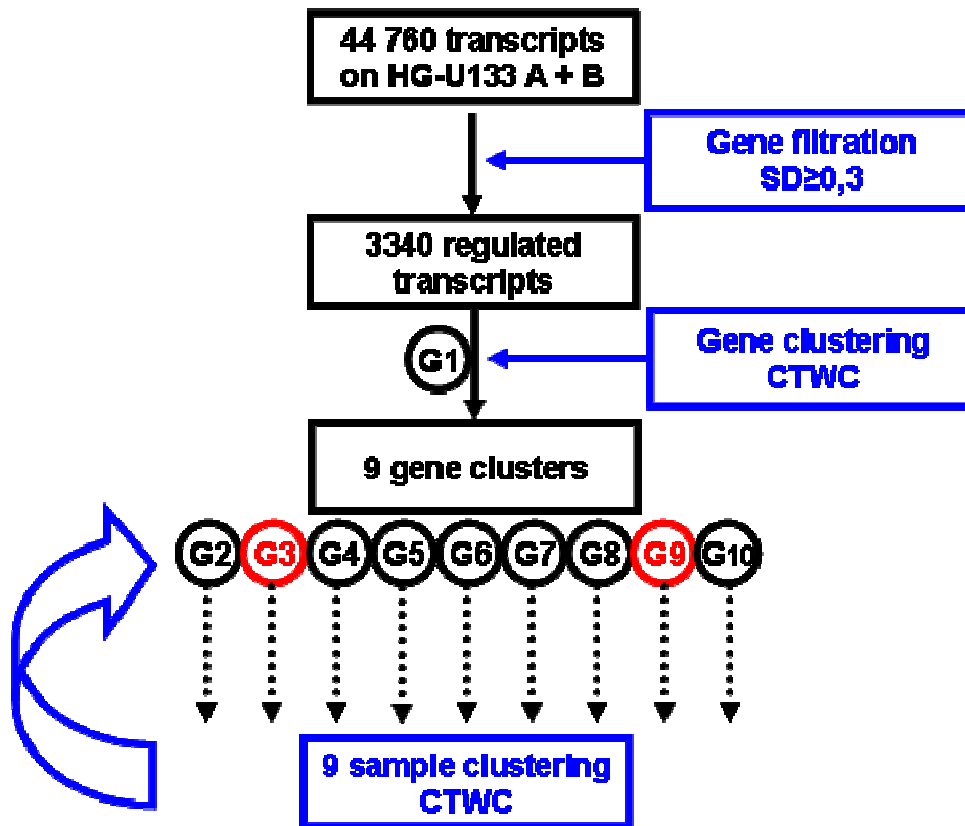 44 760 transcripts
on HG-U133 A + B
Gene filtration
SD≥0,3
3340 regulated
transcripts
G1
Gene clustering
CTWC
9 gene clusters
G2 G3 G4 G5 G6 G7 G8 G9 G10
9 sample clustering
CTWC